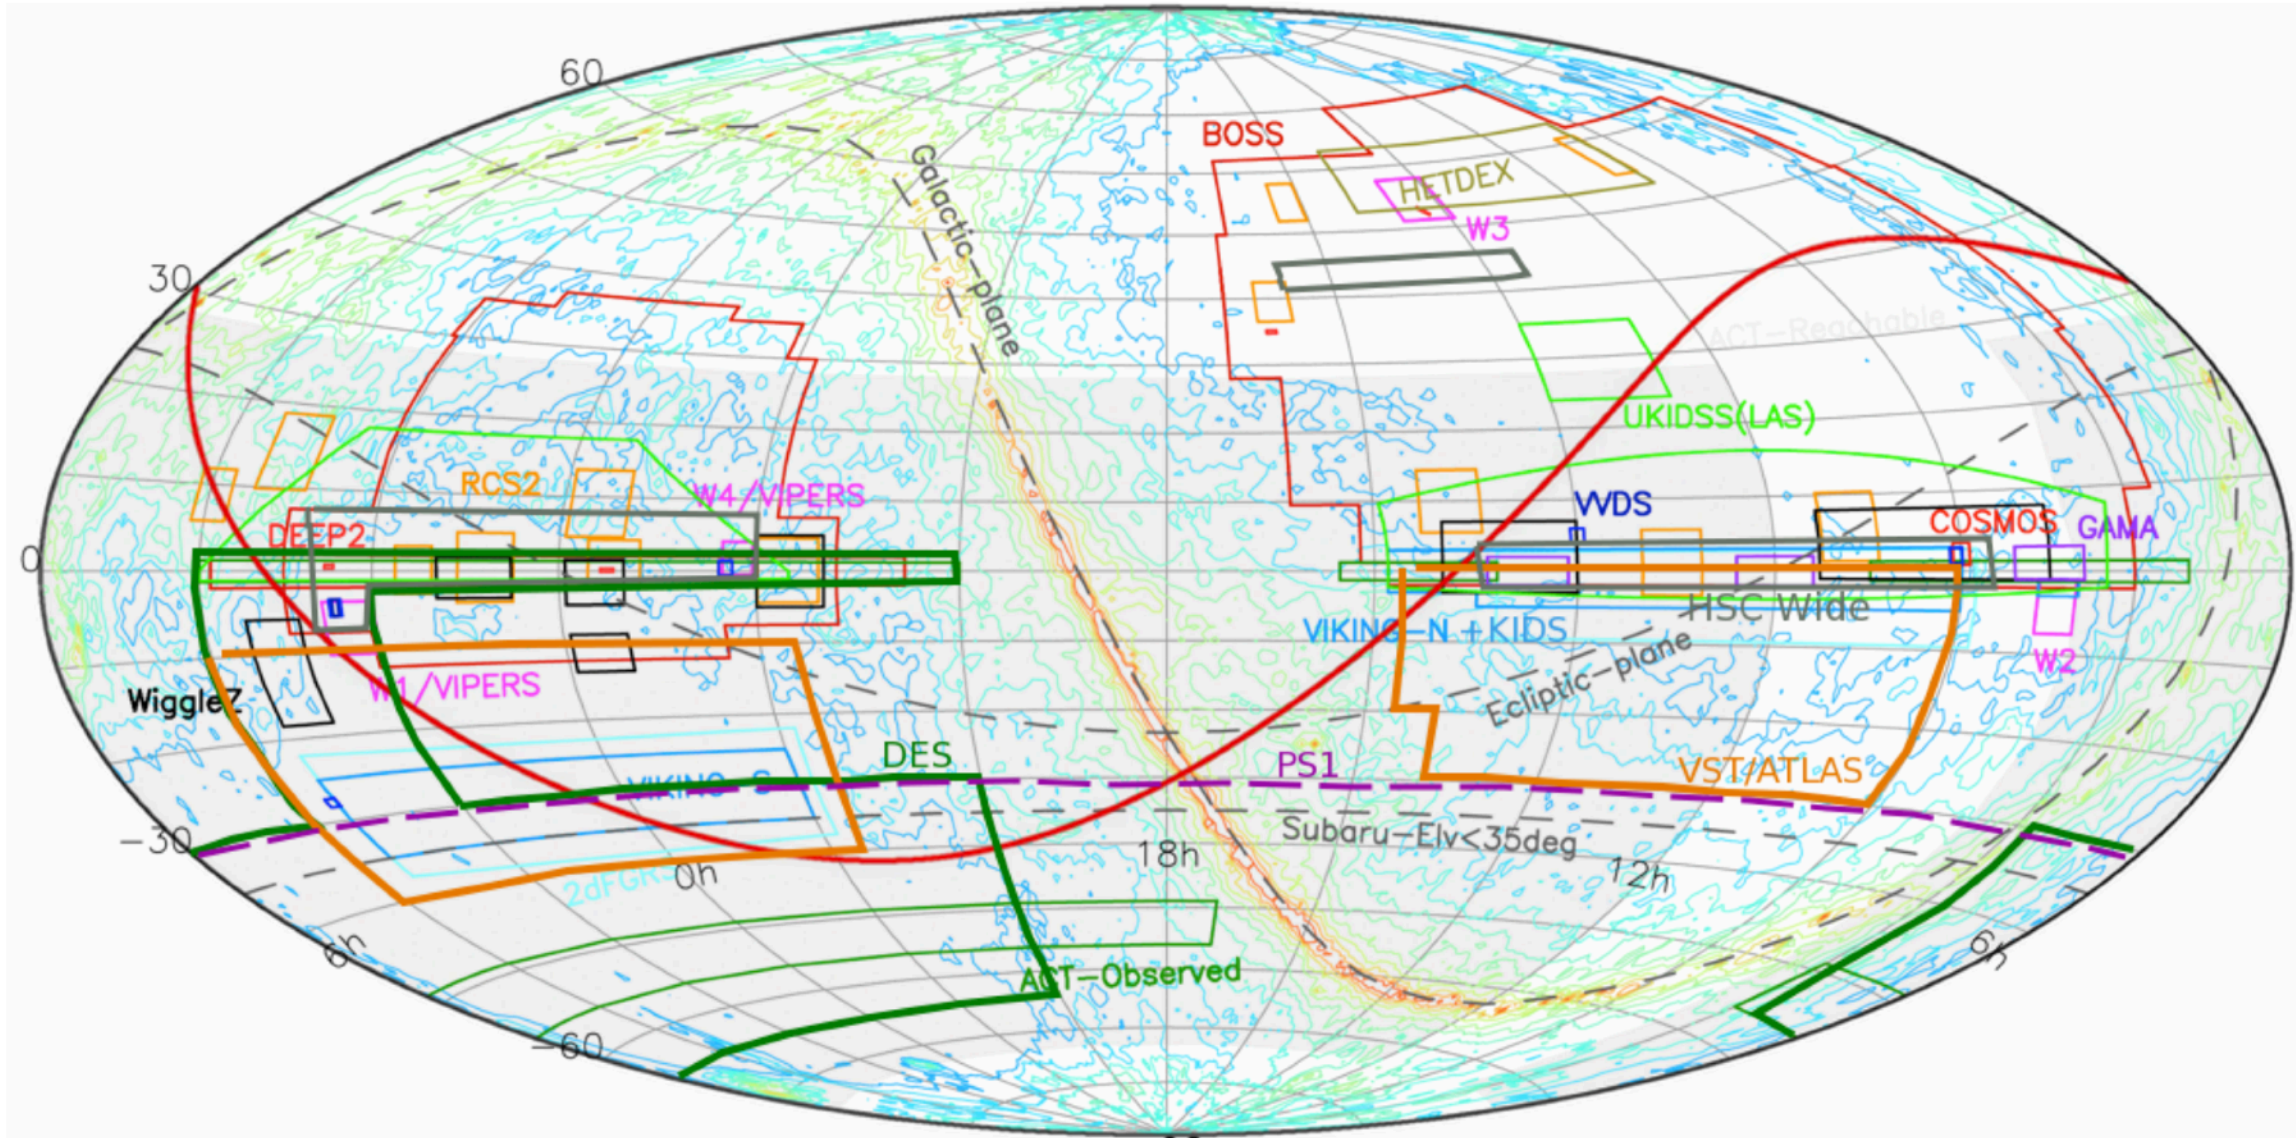 60
BOSS
Galactic-plane
HETDEX
W3
30
ACT-Reachable
UKIDSS(LAS)
RCS2
W4/VIPERS
VVDS
DEEP2
COSMOS
GAMA
0
HSC Wide
VIKING-N +KIDS
Ecliptic-plane
W2
WiggleZ
W1/VIPERS
DES
PS1
VST/ATLAS
VIKING-S
-30
Subaru-Elv<35deg
18h
0h
12h
2dFGRS
6h
6h
ACT-Observed
-60